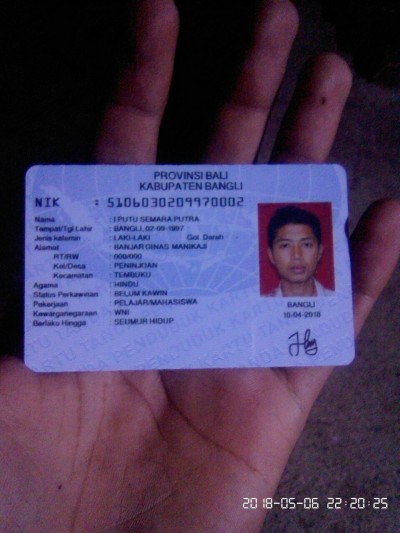 PROVINSI BALI
KABUPATEN BANGLI
NIK : 5106030209970002
Nama : I PUTU SEMARA PUTRA
Tempat/Tgl Lahir : BANGLI, 02-09-1997
Jenis kelamin : LAKI-LAKI Gol. Darah
Alamat : BANJAR DINAS MANIKAJI
RT/RW : 000/000
Kel/Desa : PENINJOAN
Kecamatan : TEMBUKU
Agama : HINDU
Status Perkawinan : BELUM KAWIN
Pekerjaan : PELAJAR/MAHASISWA
Kewarganegaraan : WNI
Berlaku Hingga : SEUMUR HIDUP
BANGLI
10-04-2018
2018-05-06 22:20:25